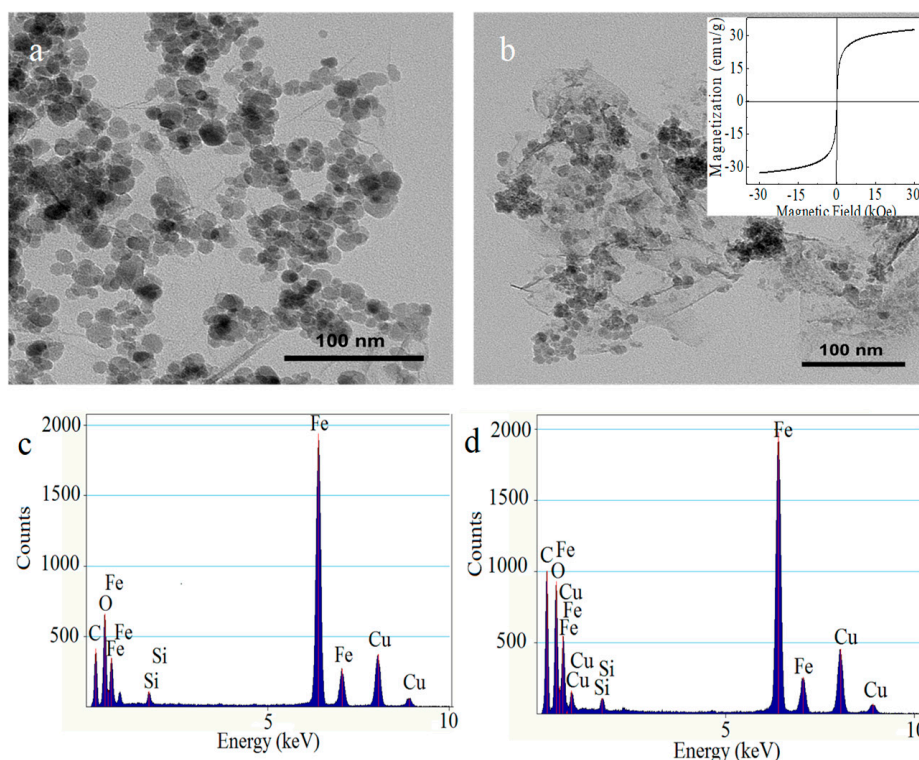 a
100 nm
b
100 nm
Magnetization (emu/g)
30
15
0
-15
-30
-30 -15 0 15 30
Magnetic Field (kOe)
c
Counts
2000
1500
1000
500
C
Fe
O
Fe
Fe
Si
Si
Fe
Fe
Cu
Cu
5 10
Energy (keV)
d
Counts
2000
1500
1000
500
C
Fe
O
Cu
Fe
Fe
Cu
Cu
Si
Si
Fe
Fe
Cu
Cu
5 10
Energy (keV)